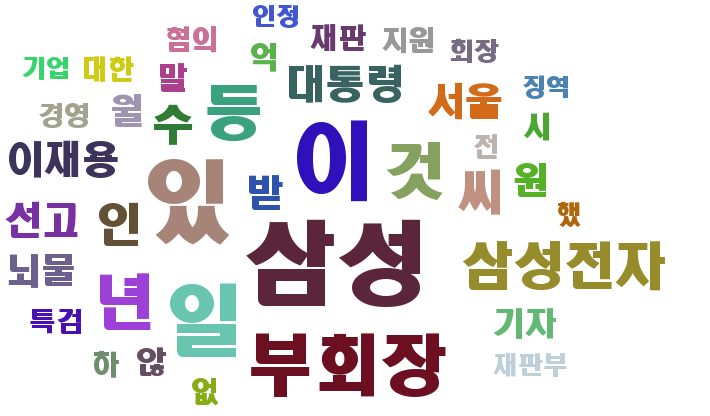 인정
혐의
재판
지원
회장
기업
대한
말
억
대통령
징역
경영
월
수
등
서울
시
이재용
이
전
있
것
받
씨
원
선고
인
했
삼성
뇌물
년
일
삼성전자
특검
부회장
기자
하
않
없
재판부